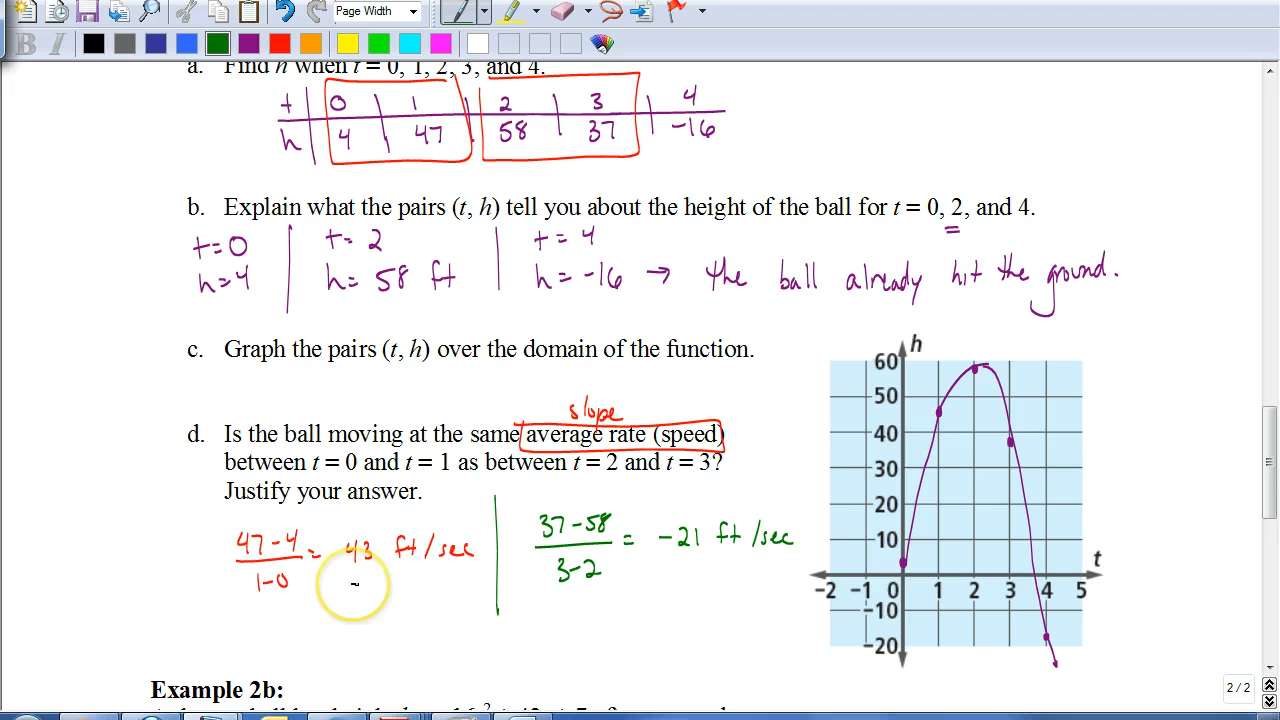 Page Width
B I
a. Find h when t = 0, 1, 2, 3, and 4.
t 0 1 2 3 4
h 4 47 58 37 -16
b. Explain what the pairs (t, h) tell you about the height of the ball for t = 0, 2, and 4.
t=0 t= 2 t= 4
h=4 h= 58 ft h= -16 → the ball already hit the ground.
c. Graph the pairs (t, h) over the domain of the function.
slope
d. Is the ball moving at the same average rate (speed)
between t = 0 and t = 1 as between t = 2 and t = 3?
Justify your answer.
47-4
1-0
= 43 ft/sec
37-58
3-2
= -21 ft/sec
h
60
50
40
30
20
10
t
-2 -1 0 1 2 3 4 5
-10
-20
Example 2b:
2 / 2